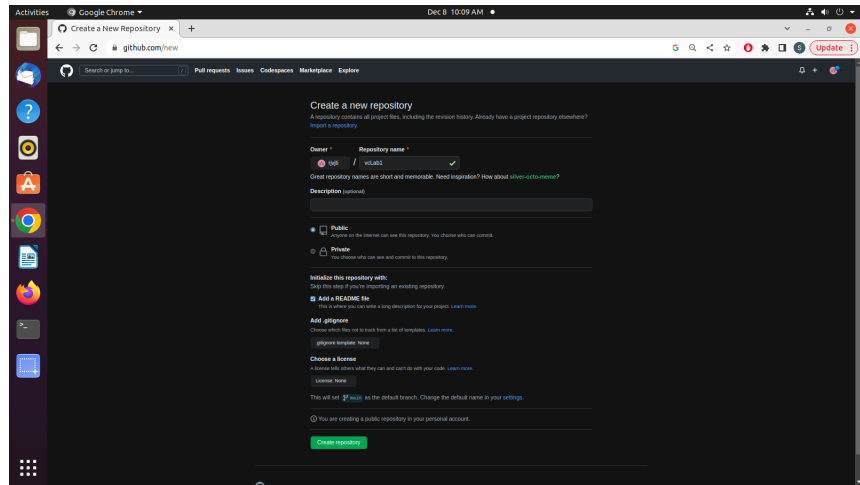 Activities
Google Chrome
Dec 8 10:09 AM
Create a New Repository
github.com/new
Update
Search or jump to...
/
Pull requests Issues Codespaces Marketplace Explore
Create a new repository
A repository contains all project files, including the revision history. Already have a project repository elsewhere?
Import a repository.
Owner *
Repository name *
/
vcLab1
Great repository names are short and memorable. Need inspiration? How about silver-octo-meme?
Description (optional)
Public
Anyone on the internet can see this repository. You choose who can commit.
Private
You choose who can see and commit to this repository.
Initialize this repository with:
Skip this step if you're importing an existing repository.
Add a README file
This is where you can write a long description for your project. Learn more.
Add .gitignore
Choose which files not to track from a list of templates. Learn more.
.gitignore template: None
Choose a license
A license tells others what they can and can't do with your code. Learn more.
License: None
This will set main as the default branch. Change the default name in your settings.
You are creating a public repository in your personal account.
Create repository